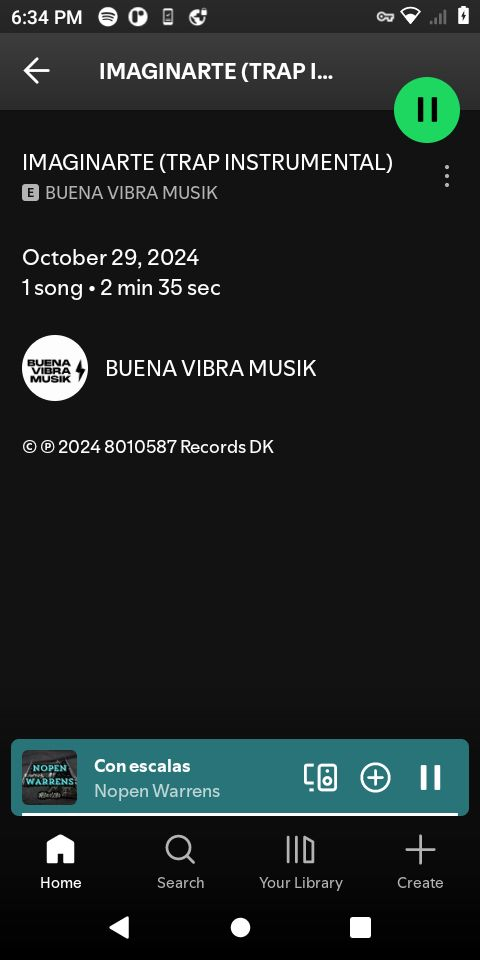 6:34 PM
IMAGINARTE (TRAP I...
IMAGINARTE (TRAP INSTRUMENTAL)
E BUENA VIBRA MUSIK
October 29, 2024
1 song • 2 min 35 sec
BUENA
VIBRA
MUSIK
BUENA VIBRA MUSIK
© ℗ 2024 8010587 Records DK
NOPEN
WARRENS
Con escalas
Nopen Warrens
Home
Search
Your Library
Create